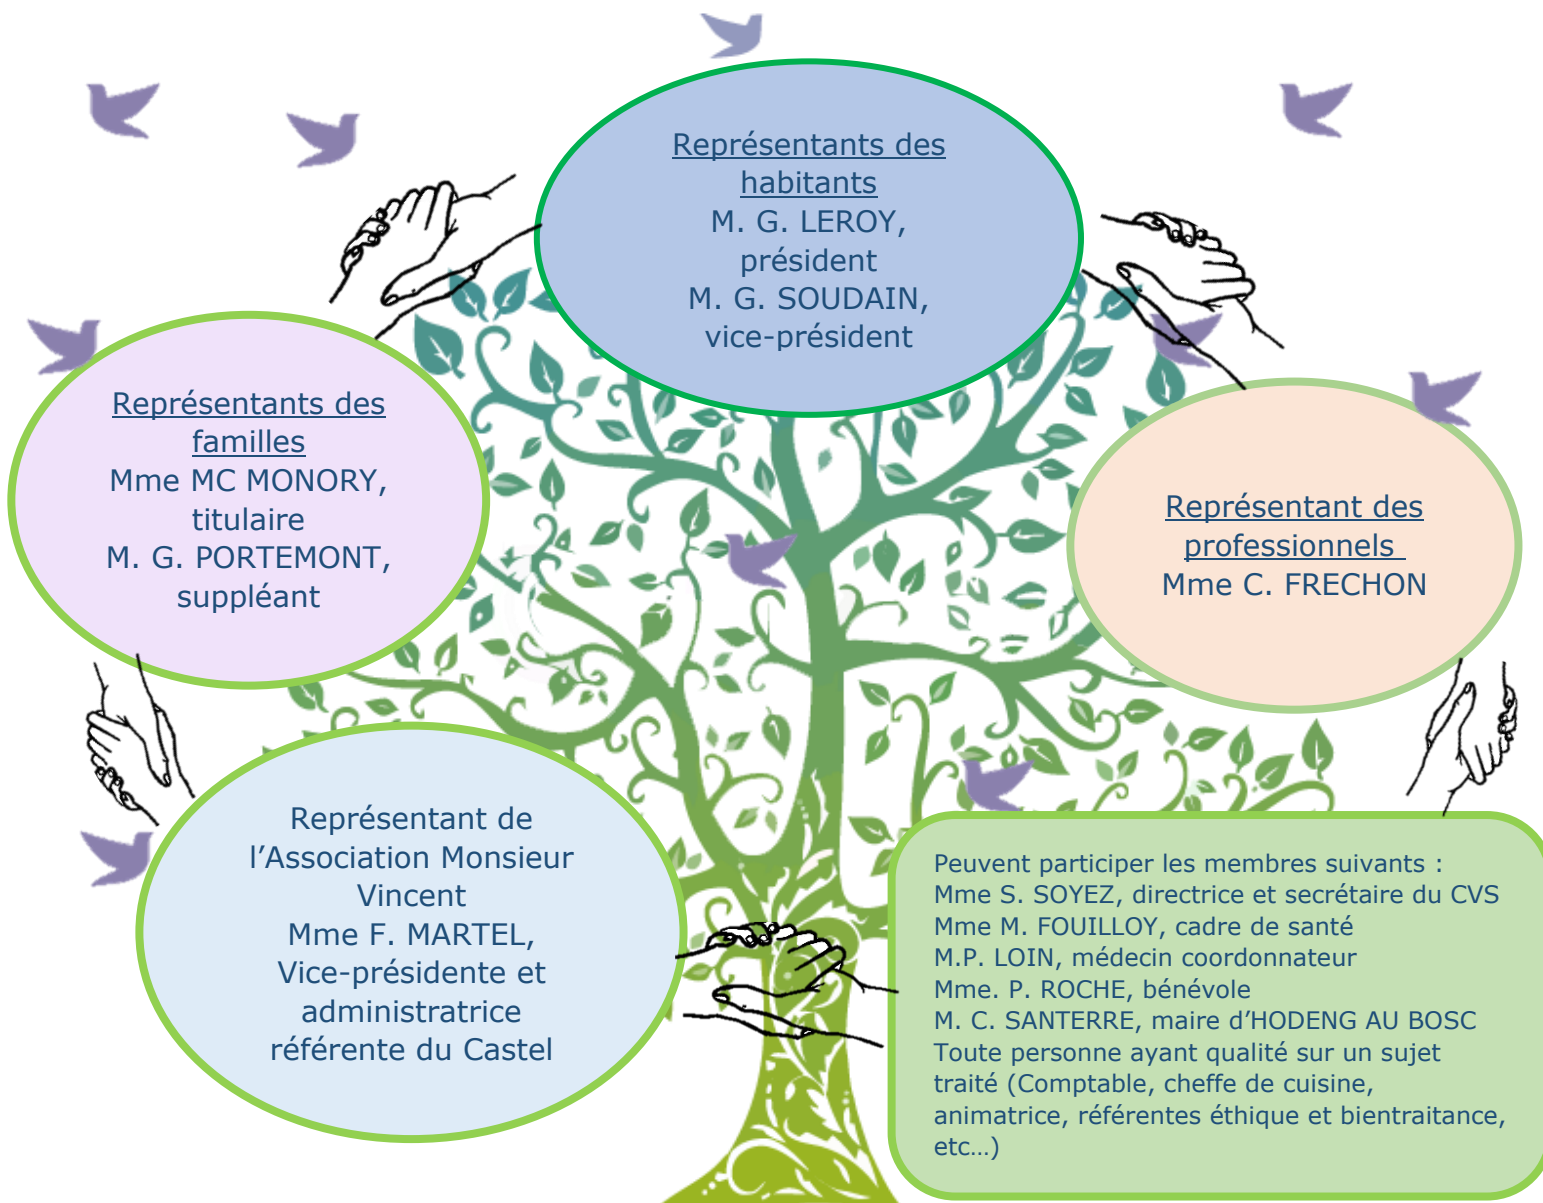 Représentants des
habitants
M. G. LEROY,
président
M. G. SOUDAIN,
vice-président
Représentants des
familles
Mme MC MONORY,
titulaire
M. G. PORTEMONT,
suppléant
Représentant des
professionnels
Mme C. FRECHON
Représentant de
l’Association Monsieur
Vincent
Mme F. MARTEL,
Vice-présidente et
administratrice
référente du Castel
Peuvent participer les membres suivants :
Mme S. SOYEZ, directrice et secrétaire du CVS
Mme M. FOUILLOY, cadre de santé
M.P. LOIN, médecin coordonnateur
Mme. P. ROCHE, bénévole
M. C. SANTERRE, maire d’HODENG AU BOSC
Toute personne ayant qualité sur un sujet
traité (Comptable, cheffe de cuisine,
animatrice, référentes éthique et bientraitance,
etc…)